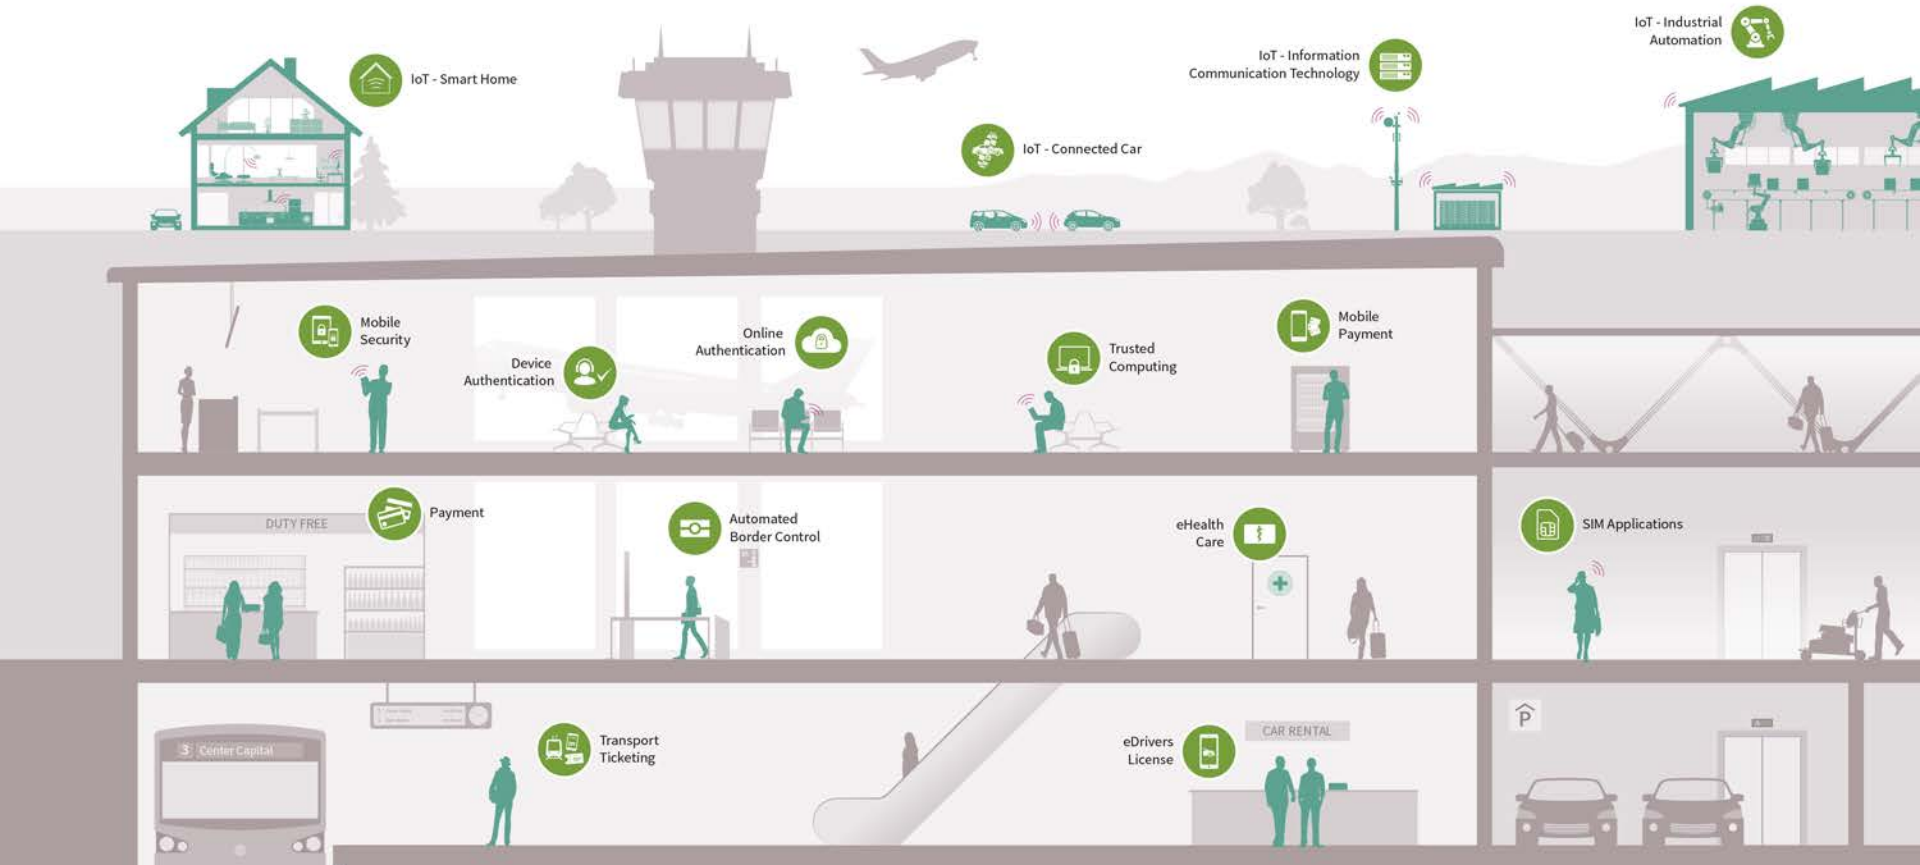 IoT - Smart Home
IoT - Information
Communication Technology
IoT - Industrial
Automation
IoT - Connected Car
Mobile
Security
Device
Authentication
Online
Authentication
Trusted
Computing
Mobile
Payment
DUTY FREE
Payment
Automated
Border Control
eHealth
Care
SIM Applications
3 Center Capital
Transport
Ticketing
eDrivers
License
CAR RENTAL
P